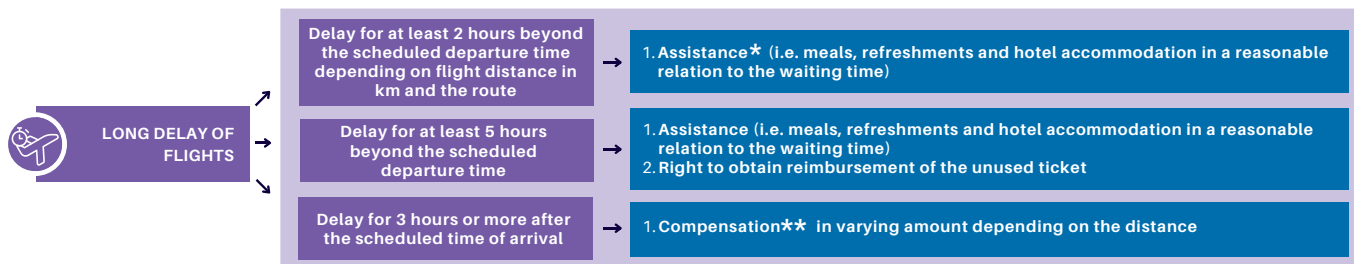 LONG DELAY OF
FLIGHTS
Delay for at least 2 hours beyond
the scheduled departure time
depending on flight distance in
km and the route
1. Assistance* (i.e. meals, refreshments and hotel accommodation in a reasonable
relation to the waiting time)
Delay for at least 5 hours
beyond the scheduled
departure time
1. Assistance (i.e. meals, refreshments and hotel accommodation in a reasonable
relation to the waiting time)
2. Right to obtain reimbursement of the unused ticket
Delay for 3 hours or more after
the scheduled time of arrival
1. Compensation** in varying amount depending on the distance